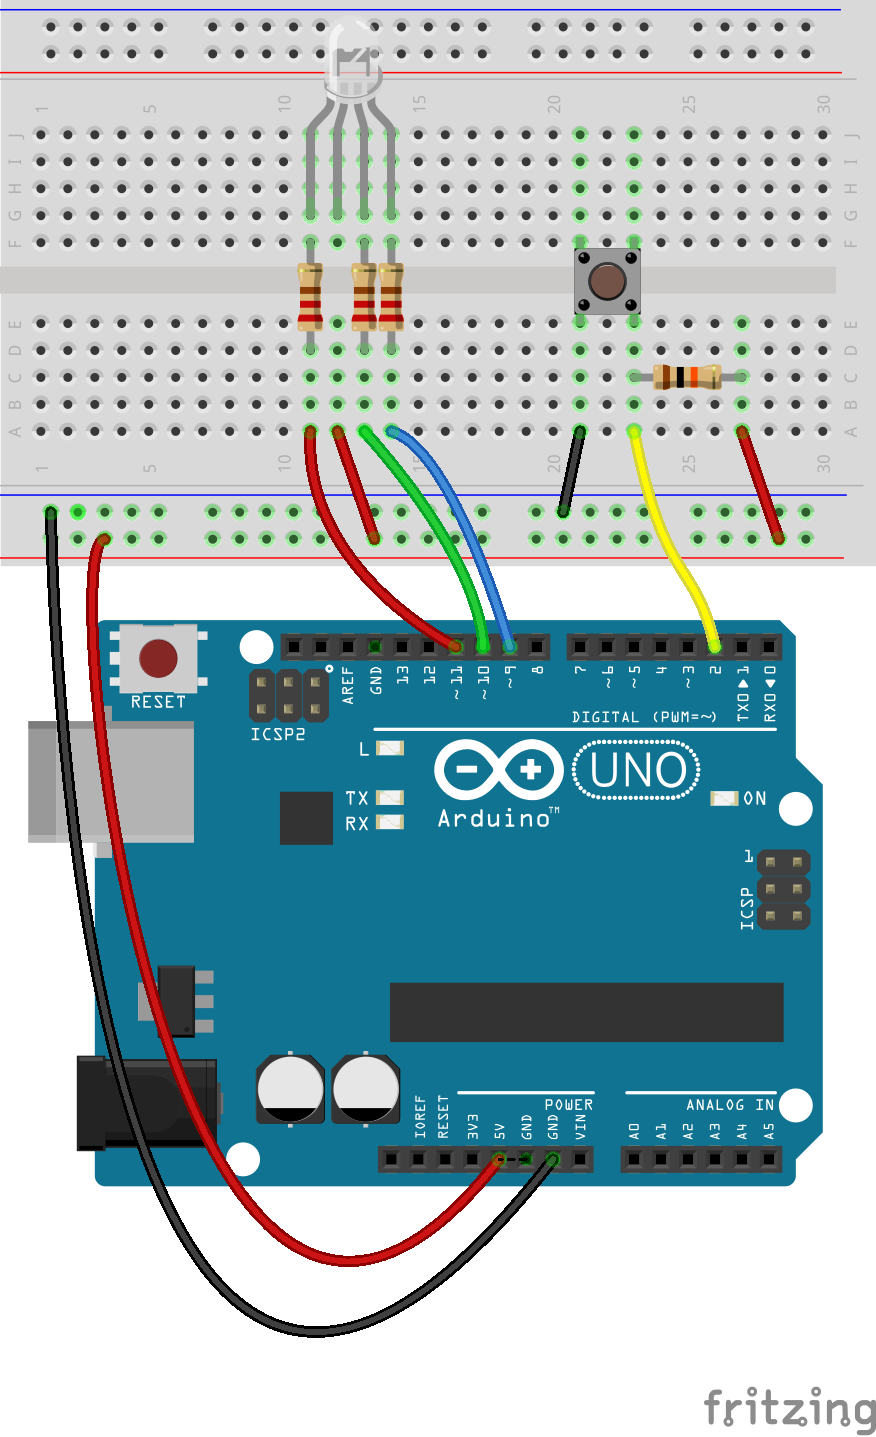 1 5 10 15 20 25 30
J J
I I
H H
G G
F F
E E
D D
C C
B B
A A
1 5 10 15 20 25 30
RESET
AREF GND 13 12 ~11 ~10 ~9 8 7 ~6 ~5 4 ~3 2 TX0▶1 RX0◀0
ICSP2
DIGITAL (PWM=~)
L
TX
RX
Arduino™
UNO
ON
1
ICSP
POWER
ANALOG IN
IOREF RESET 3V3 5V GND GND VIN A0 A1 A2 A3 A4 A5
fritzing